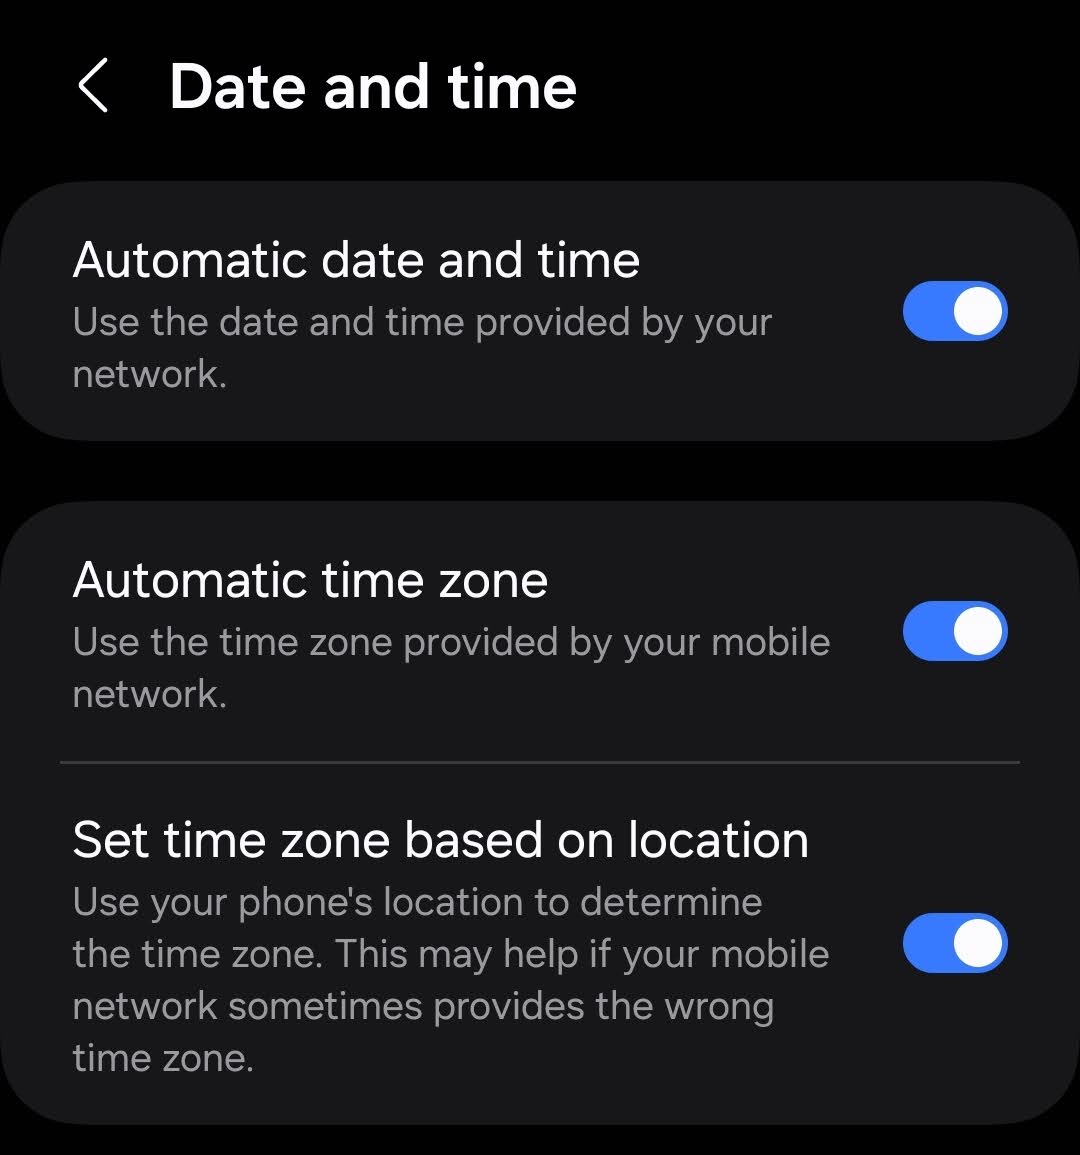 Date and time
Automatic date and time
Use the date and time provided by your
network.
Automatic time zone
Use the time zone provided by your mobile
network.
Set time zone based on location
Use your phone's location to determine
the time zone. This may help if your mobile
network sometimes provides the wrong
time zone.